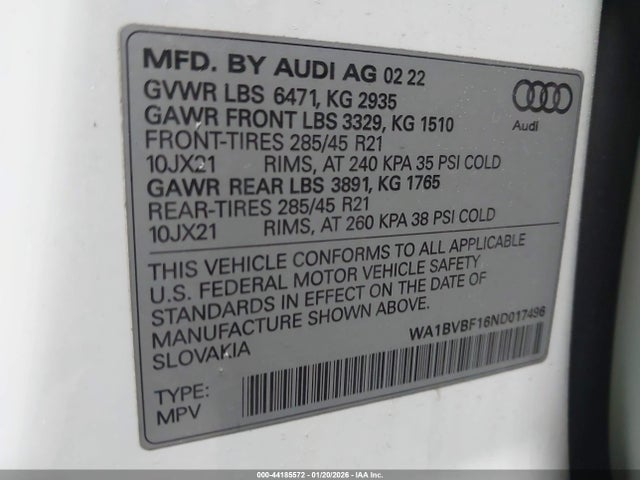 MFD. BY AUDI AG 02 22
GVWR LBS 6471, KG 2935
GAWR FRONT LBS 3329, KG 1510
FRONT-TIRES 285/45 R21
10JX21 RIMS, AT 240 KPA 35 PSI COLD
GAWR REAR LBS 3891, KG 1765
REAR-TIRES 285/45 R21
10JX21 RIMS, AT 260 KPA 38 PSI COLD
Audi
THIS VEHICLE CONFORMS TO ALL APPLICABLE
U.S. FEDERAL MOTOR VEHICLE SAFETY
STANDARDS IN EFFECT ON THE DATE OF
MANUFACTURE SHOWN ABOVE.
SLOVAKIA
WA1BVBF16ND017496
TYPE:
MPV
000-44185572 - 01/20/2026 - IAAI, Inc.